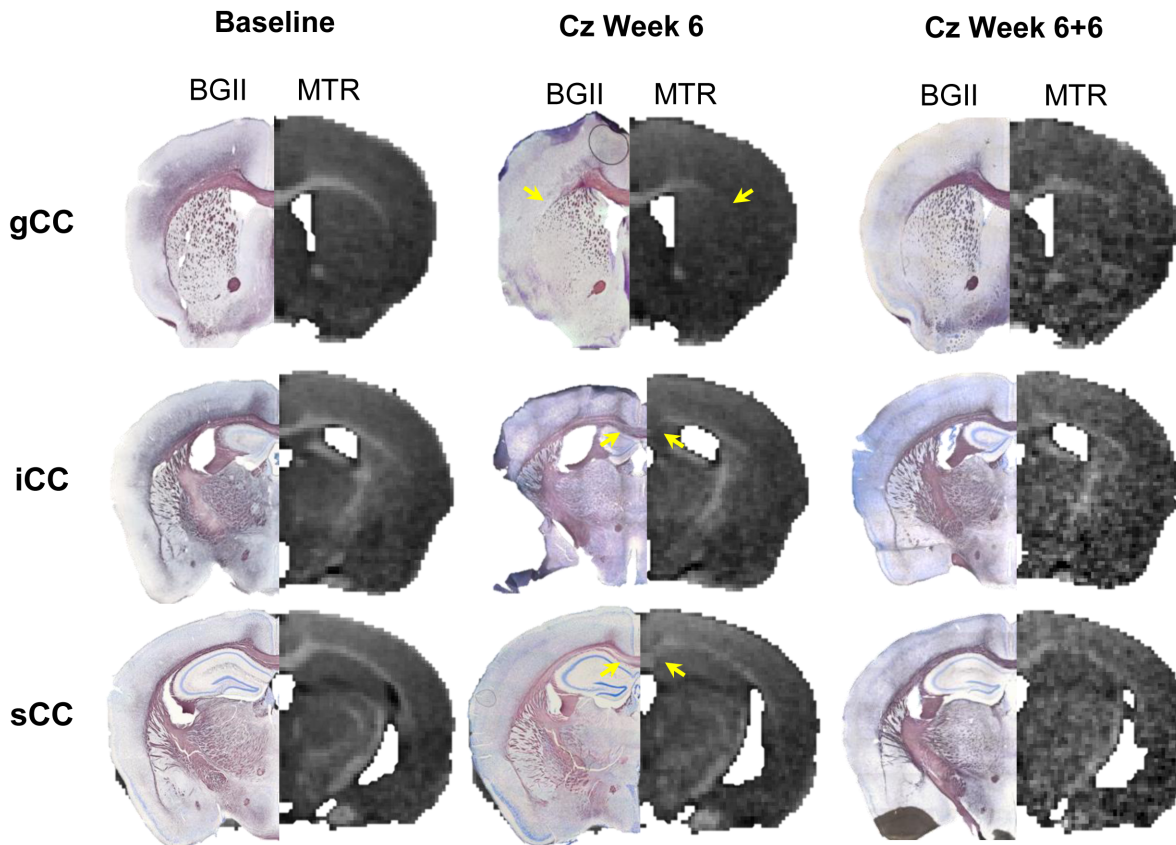 Baseline Cz Week 6 Cz Week 6+6
BGII MTR BGII MTR BGII MTR
gCC
iCC
sCC